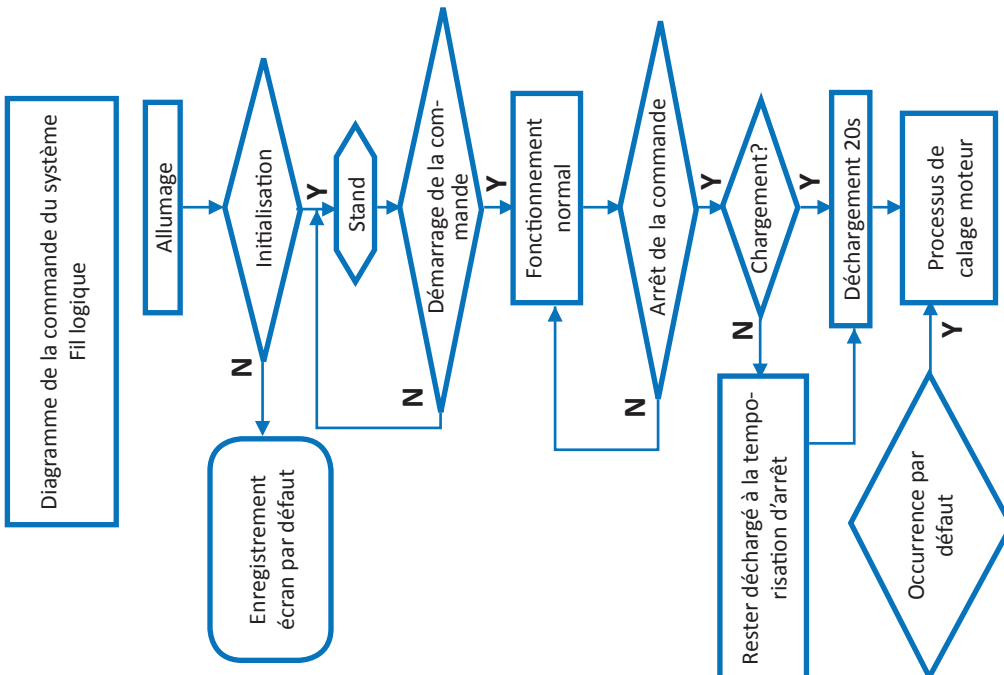 Diagramme de la commande du système
Fil logique
Allumage
Initialisation
N
Y
Enregistrement
écran par défaut
Stand
Démarrage de la com-
mande
N
Y
Fonctionnement
normal
Arrêt de la commande
N
Y
Chargement?
N
Y
Rester déchargé à la tempo-
risation d’arrêt
Déchargement 20s
Occurrence par
défaut
Y
Processus de
calage moteur